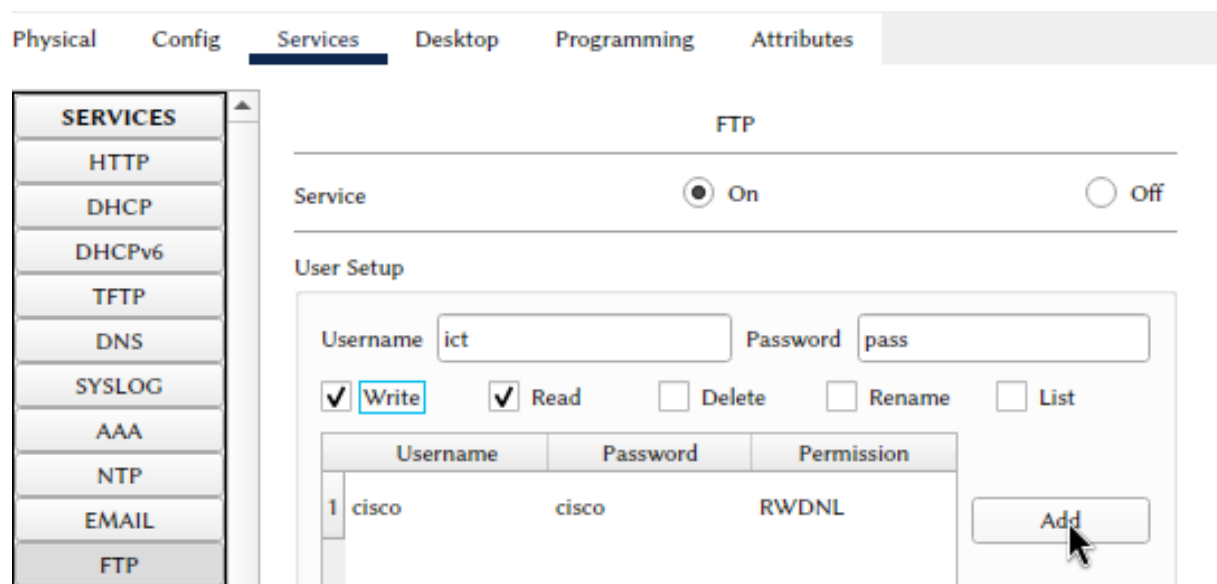 Physical Config Services Desktop Programming Attributes
SERVICES
HTTP
DHCP
DHCPv6
TFTP
DNS
SYSLOG
AAA
NTP
EMAIL
FTP
FTP
Service On Off
User Setup
Username ict Password pass
Write Read Delete Rename List
Username Password Permission
1 cisco cisco RWDNL
Add